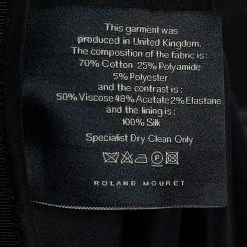 This garment was
produced in United Kingdom.
The composition of the fabric is :
70% Cotton 25% Polyamide
5% Polyester
and the contrast is :
50% Viscose 48% Acetate 2% Elastane
and the lining is :
100% Silk
Specialist Dry Clean Only
P
ROLAND MOURET